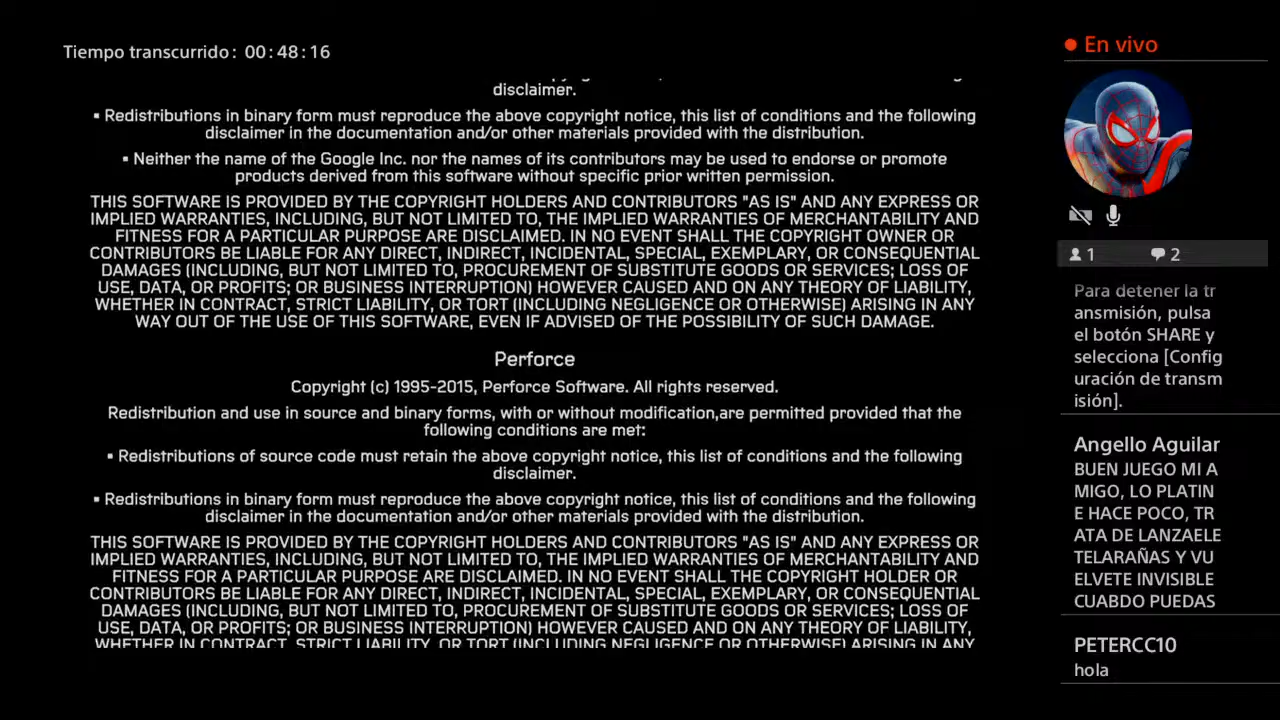 Tiempo transcurrido: 00:48:16
disclaimer.
▪ Redistributions in binary form must reproduce the above copyright notice, this list of conditions and the following
disclaimer in the documentation and/or other materials provided with the distribution.
▪ Neither the name of the Google Inc. nor the names of its contributors may be used to endorse or promote
products derived from this software without specific prior written permission.
THIS SOFTWARE IS PROVIDED BY THE COPYRIGHT HOLDERS AND CONTRIBUTORS "AS IS" AND ANY EXPRESS OR
IMPLIED WARRANTIES, INCLUDING, BUT NOT LIMITED TO, THE IMPLIED WARRANTIES OF MERCHANTABILITY AND
FITNESS FOR A PARTICULAR PURPOSE ARE DISCLAIMED. IN NO EVENT SHALL THE COPYRIGHT OWNER OR
CONTRIBUTORS BE LIABLE FOR ANY DIRECT, INDIRECT, INCIDENTAL, SPECIAL, EXEMPLARY, OR CONSEQUENTIAL
DAMAGES (INCLUDING, BUT NOT LIMITED TO, PROCUREMENT OF SUBSTITUTE GOODS OR SERVICES; LOSS OF
USE, DATA, OR PROFITS; OR BUSINESS INTERRUPTION) HOWEVER CAUSED AND ON ANY THEORY OF LIABILITY,
WHETHER IN CONTRACT, STRICT LIABILITY, OR TORT (INCLUDING NEGLIGENCE OR OTHERWISE) ARISING IN ANY
WAY OUT OF THE USE OF THIS SOFTWARE, EVEN IF ADVISED OF THE POSSIBILITY OF SUCH DAMAGE.
Perforce
Copyright (c) 1995-2015, Perforce Software. All rights reserved.
Redistribution and use in source and binary forms, with or without modification,are permitted provided that the
following conditions are met:
▪ Redistributions of source code must retain the above copyright notice, this list of conditions and the following
disclaimer.
▪ Redistributions in binary form must reproduce the above copyright notice, this list of conditions and the following
disclaimer in the documentation and/or other materials provided with the distribution.
THIS SOFTWARE IS PROVIDED BY THE COPYRIGHT HOLDERS AND CONTRIBUTORS "AS IS" AND ANY EXPRESS OR
IMPLIED WARRANTIES, INCLUDING, BUT NOT LIMITED TO, THE IMPLIED WARRANTIES OF MERCHANTABILITY AND
FITNESS FOR A PARTICULAR PURPOSE ARE DISCLAIMED. IN NO EVENT SHALL THE COPYRIGHT HOLDER OR
CONTRIBUTORS BE LIABLE FOR ANY DIRECT, INDIRECT, INCIDENTAL, SPECIAL, EXEMPLARY, OR CONSEQUENTIAL
DAMAGES (INCLUDING, BUT NOT LIMITED TO, PROCUREMENT OF SUBSTITUTE GOODS OR SERVICES; LOSS OF
USE, DATA, OR PROFITS; OR BUSINESS INTERRUPTION) HOWEVER CAUSED AND ON ANY THEORY OF LIABILITY,
WHETHER IN CONTRACT, STRICT LIABILITY, OR TORT (INCLUDING NEGLIGENCE OR OTHERWISE) ARISING IN ANY
En vivo
1 2
Para detener la tr
ansmisión, pulsa
el botón SHARE y
selecciona [Config
uración de transm
isión].
Angello Aguilar
BUEN JUEGO MI A
MIGO, LO PLATIN
E HACE POCO, TR
ATA DE LANZAELE
TELARAÑAS Y VU
ELVETE INVISIBLE
CUABDO PUEDAS
PETERCC10
hola